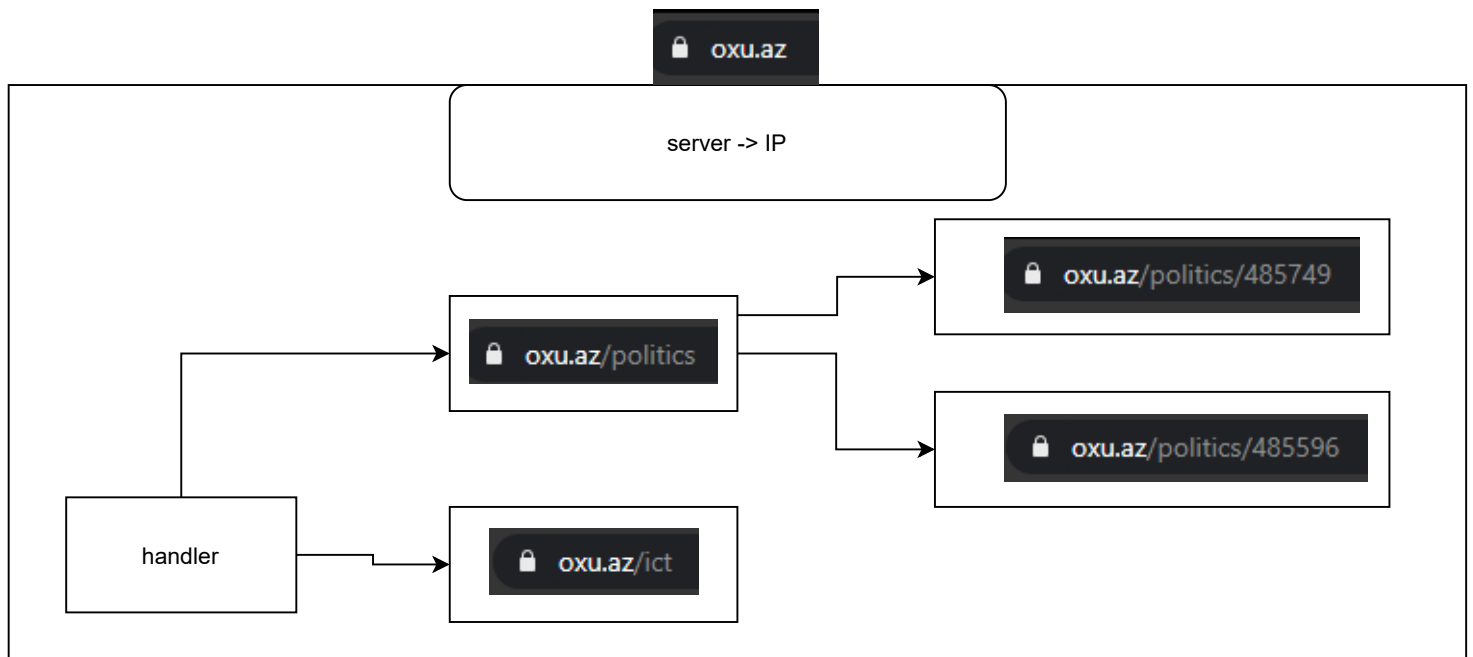 oxu.az
server -> IP
oxu.az/politics/485749
oxu.az/politics
oxu.az/politics/485596
handler
oxu.az/ict